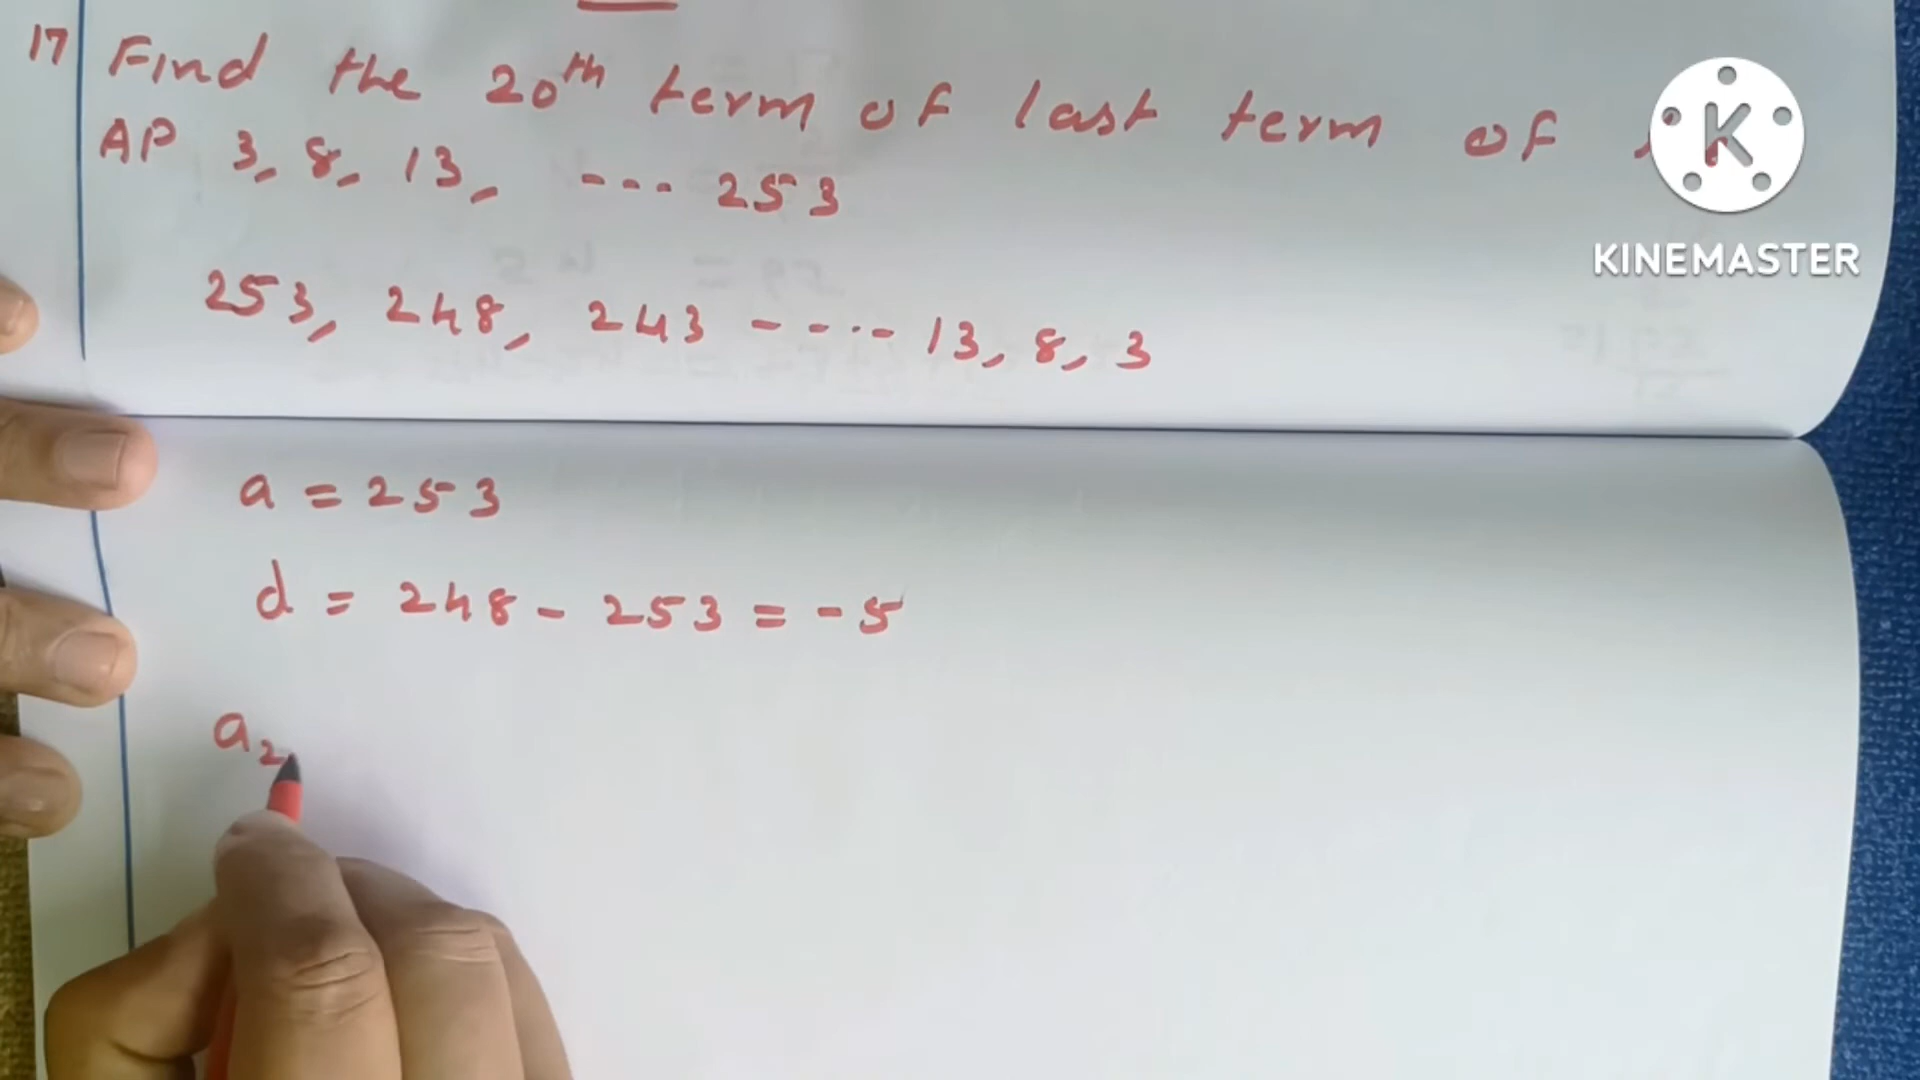 17 Find the 20th term of last term of
AP 3, 8, 13, --- 253
253, 248, 243 ---- 13, 8, 3
a = 253
d = 248 - 253 = -5
a2
KINEMASTER